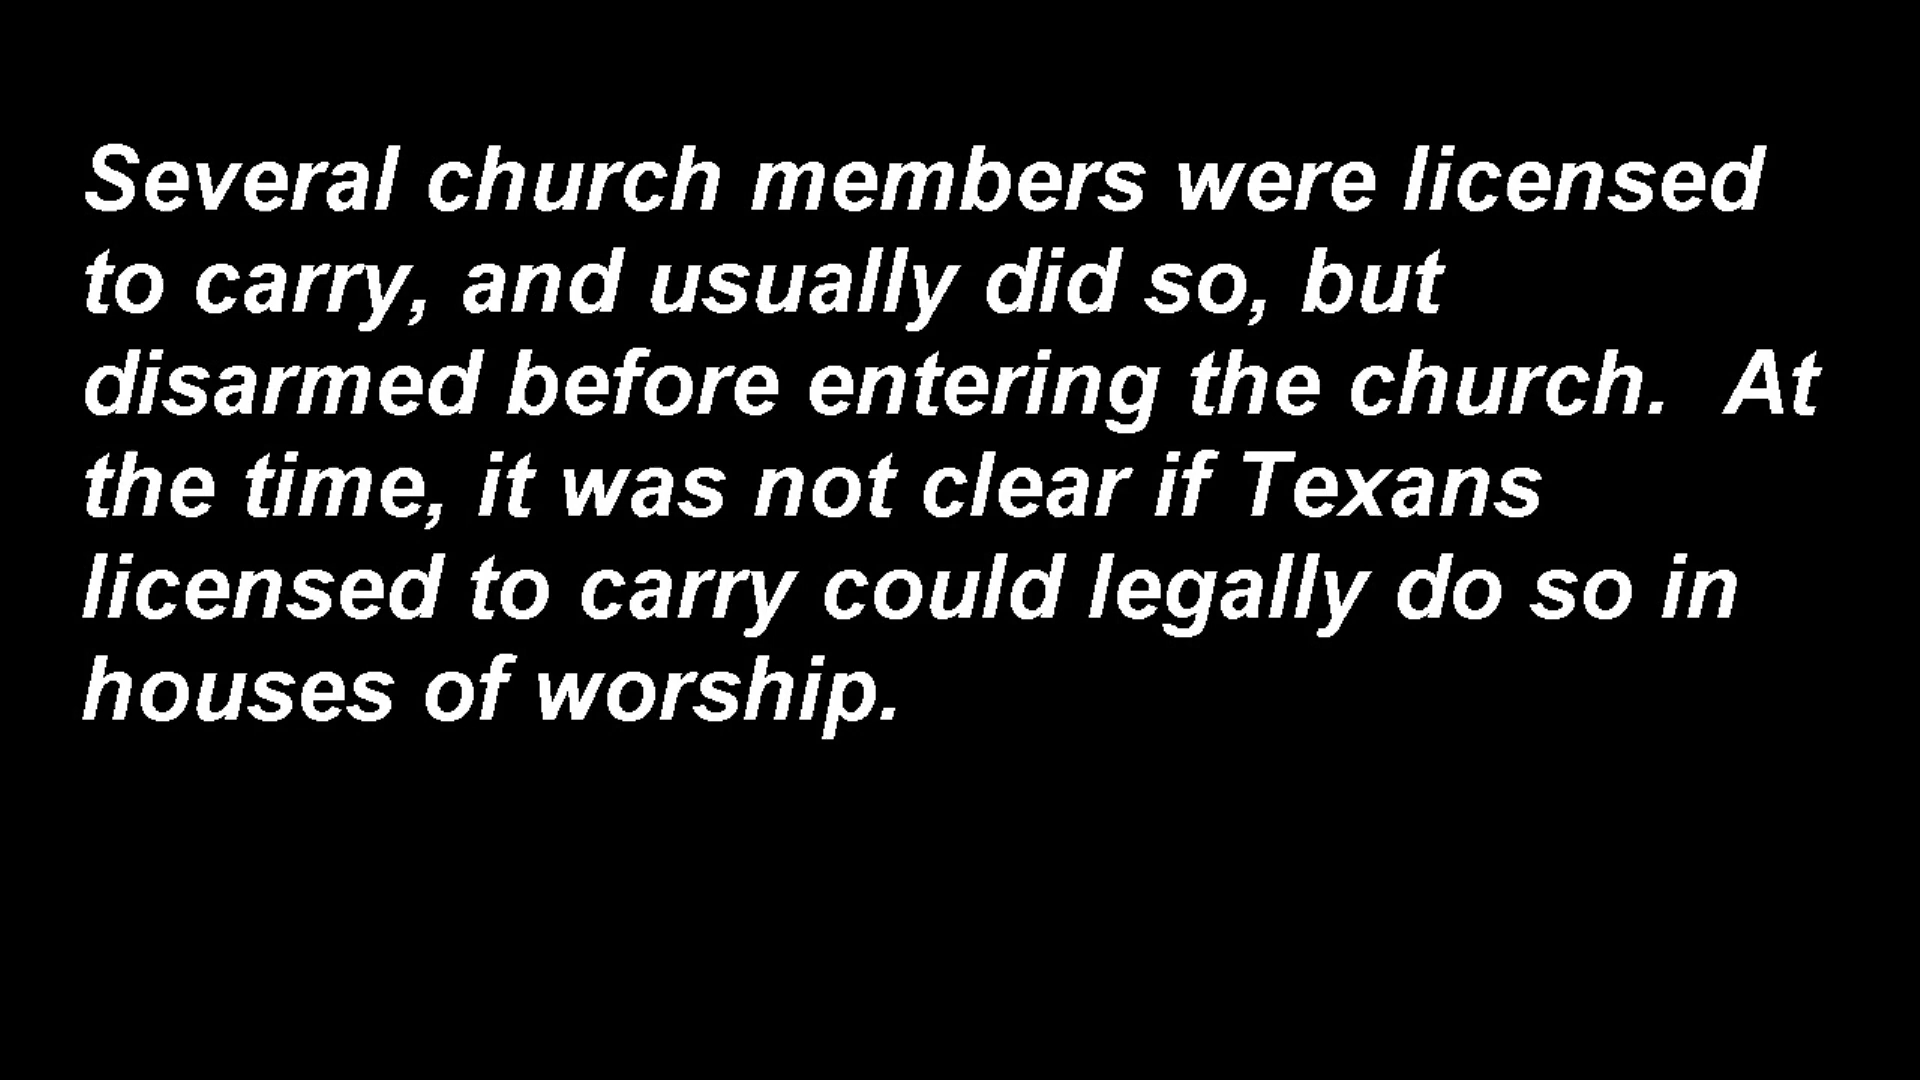 Several church members were licensed
to carry, and usually did so, but
disarmed before entering the church.  At
the time, it was not clear if Texans
licensed to carry could legally do so in
houses of worship.